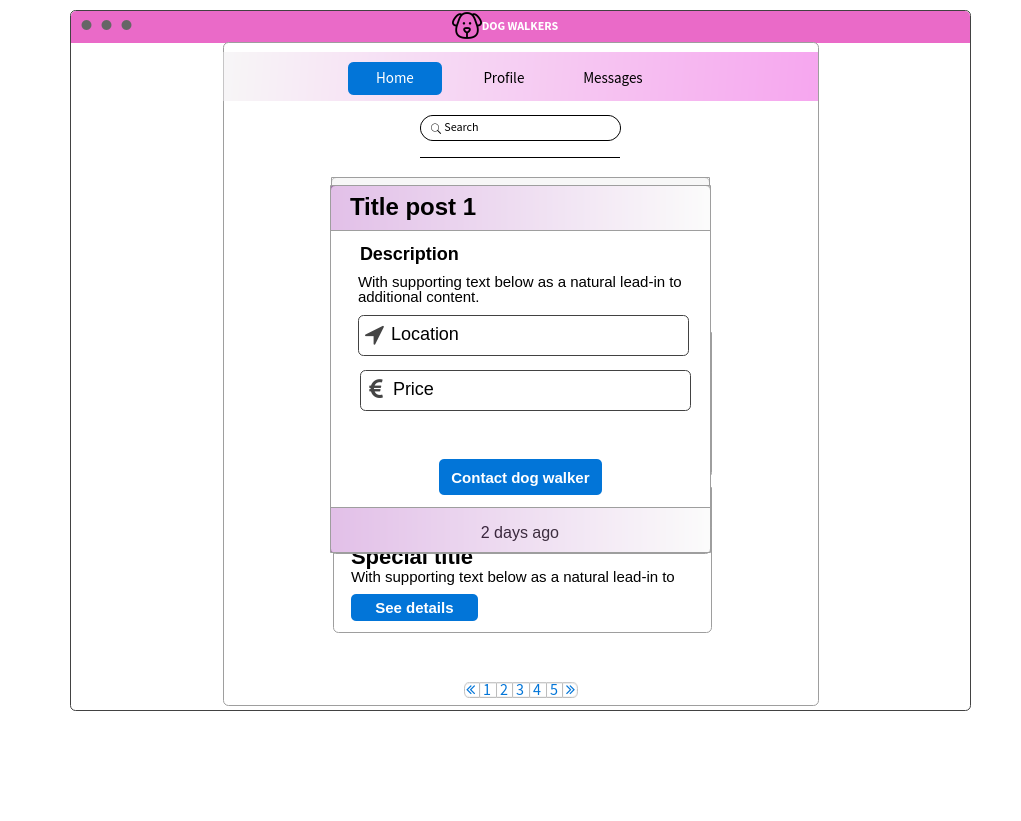 DOG WALKERS
Home Profile Messages
Search
Title post 1
Description
With supporting text below as a natural lead-in to
additional content.
Location
€ Price
Contact dog walker
2 days ago
Special title
With supporting text below as a natural lead-in to
See details
« 1 2 3 4 5 »